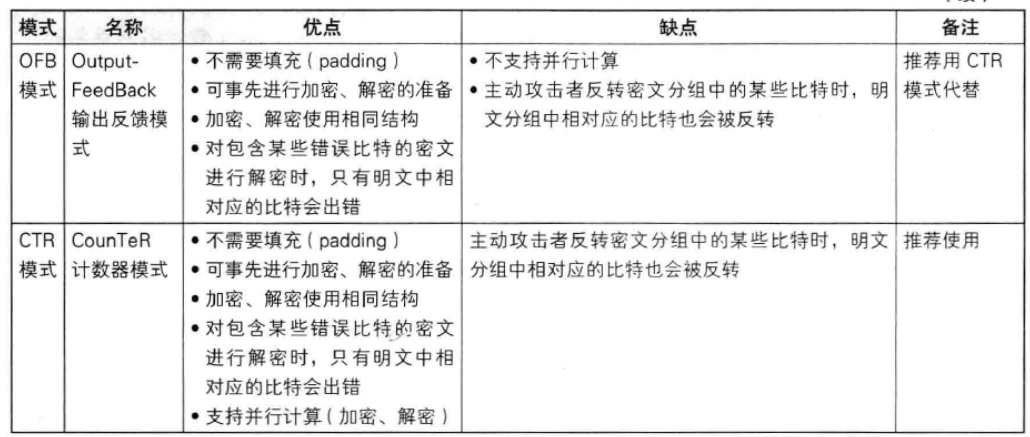 模式 名称 优点 缺点 备注
OFB模式
Output-
FeedBack
输出反馈模
式
• 不需要填充（padding）
• 可事先进行加密、解密的准备
• 加密、解密使用相同结构
• 对包含某些错误比特的密文
进行解密时，只有明文中相
对应的比特会出错
• 不支持并行计算
• 主动攻击者反转密文分组中的某些比特时，明
文分组中相对应的比特也会被反转
推荐用 CTR
模式代替
CTR
模式
CounTeR
计数器模式
• 不需要填充（padding）
• 可事先进行加密、解密的准备
• 加密、解密使用相同结构
• 对包含某些错误比特的密文
进行解密时，只有明文中相
对应的比特会出错
• 支持并行计算（加密、解密）
主动攻击者反转密文分组中的某些比特时，明文
分组中相对应的比特也会被反转
推荐使用